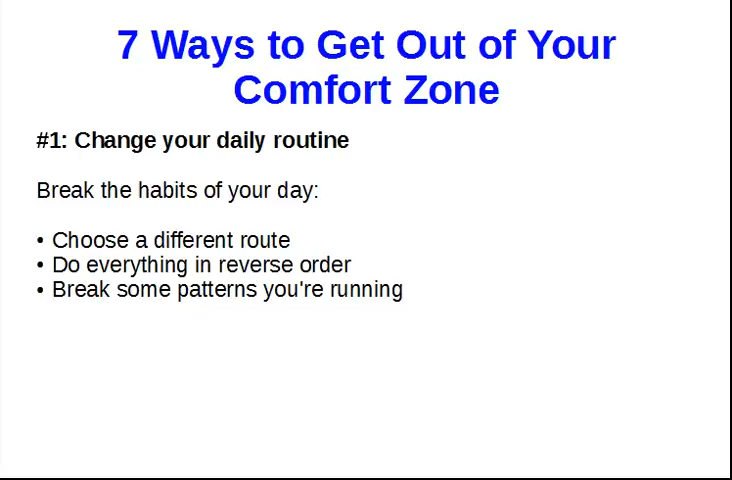 7 Ways to Get Out of Your
Comfort Zone
#1: Change your daily routine
Break the habits of your day:
• Choose a different route
• Do everything in reverse order
• Break some patterns you're running